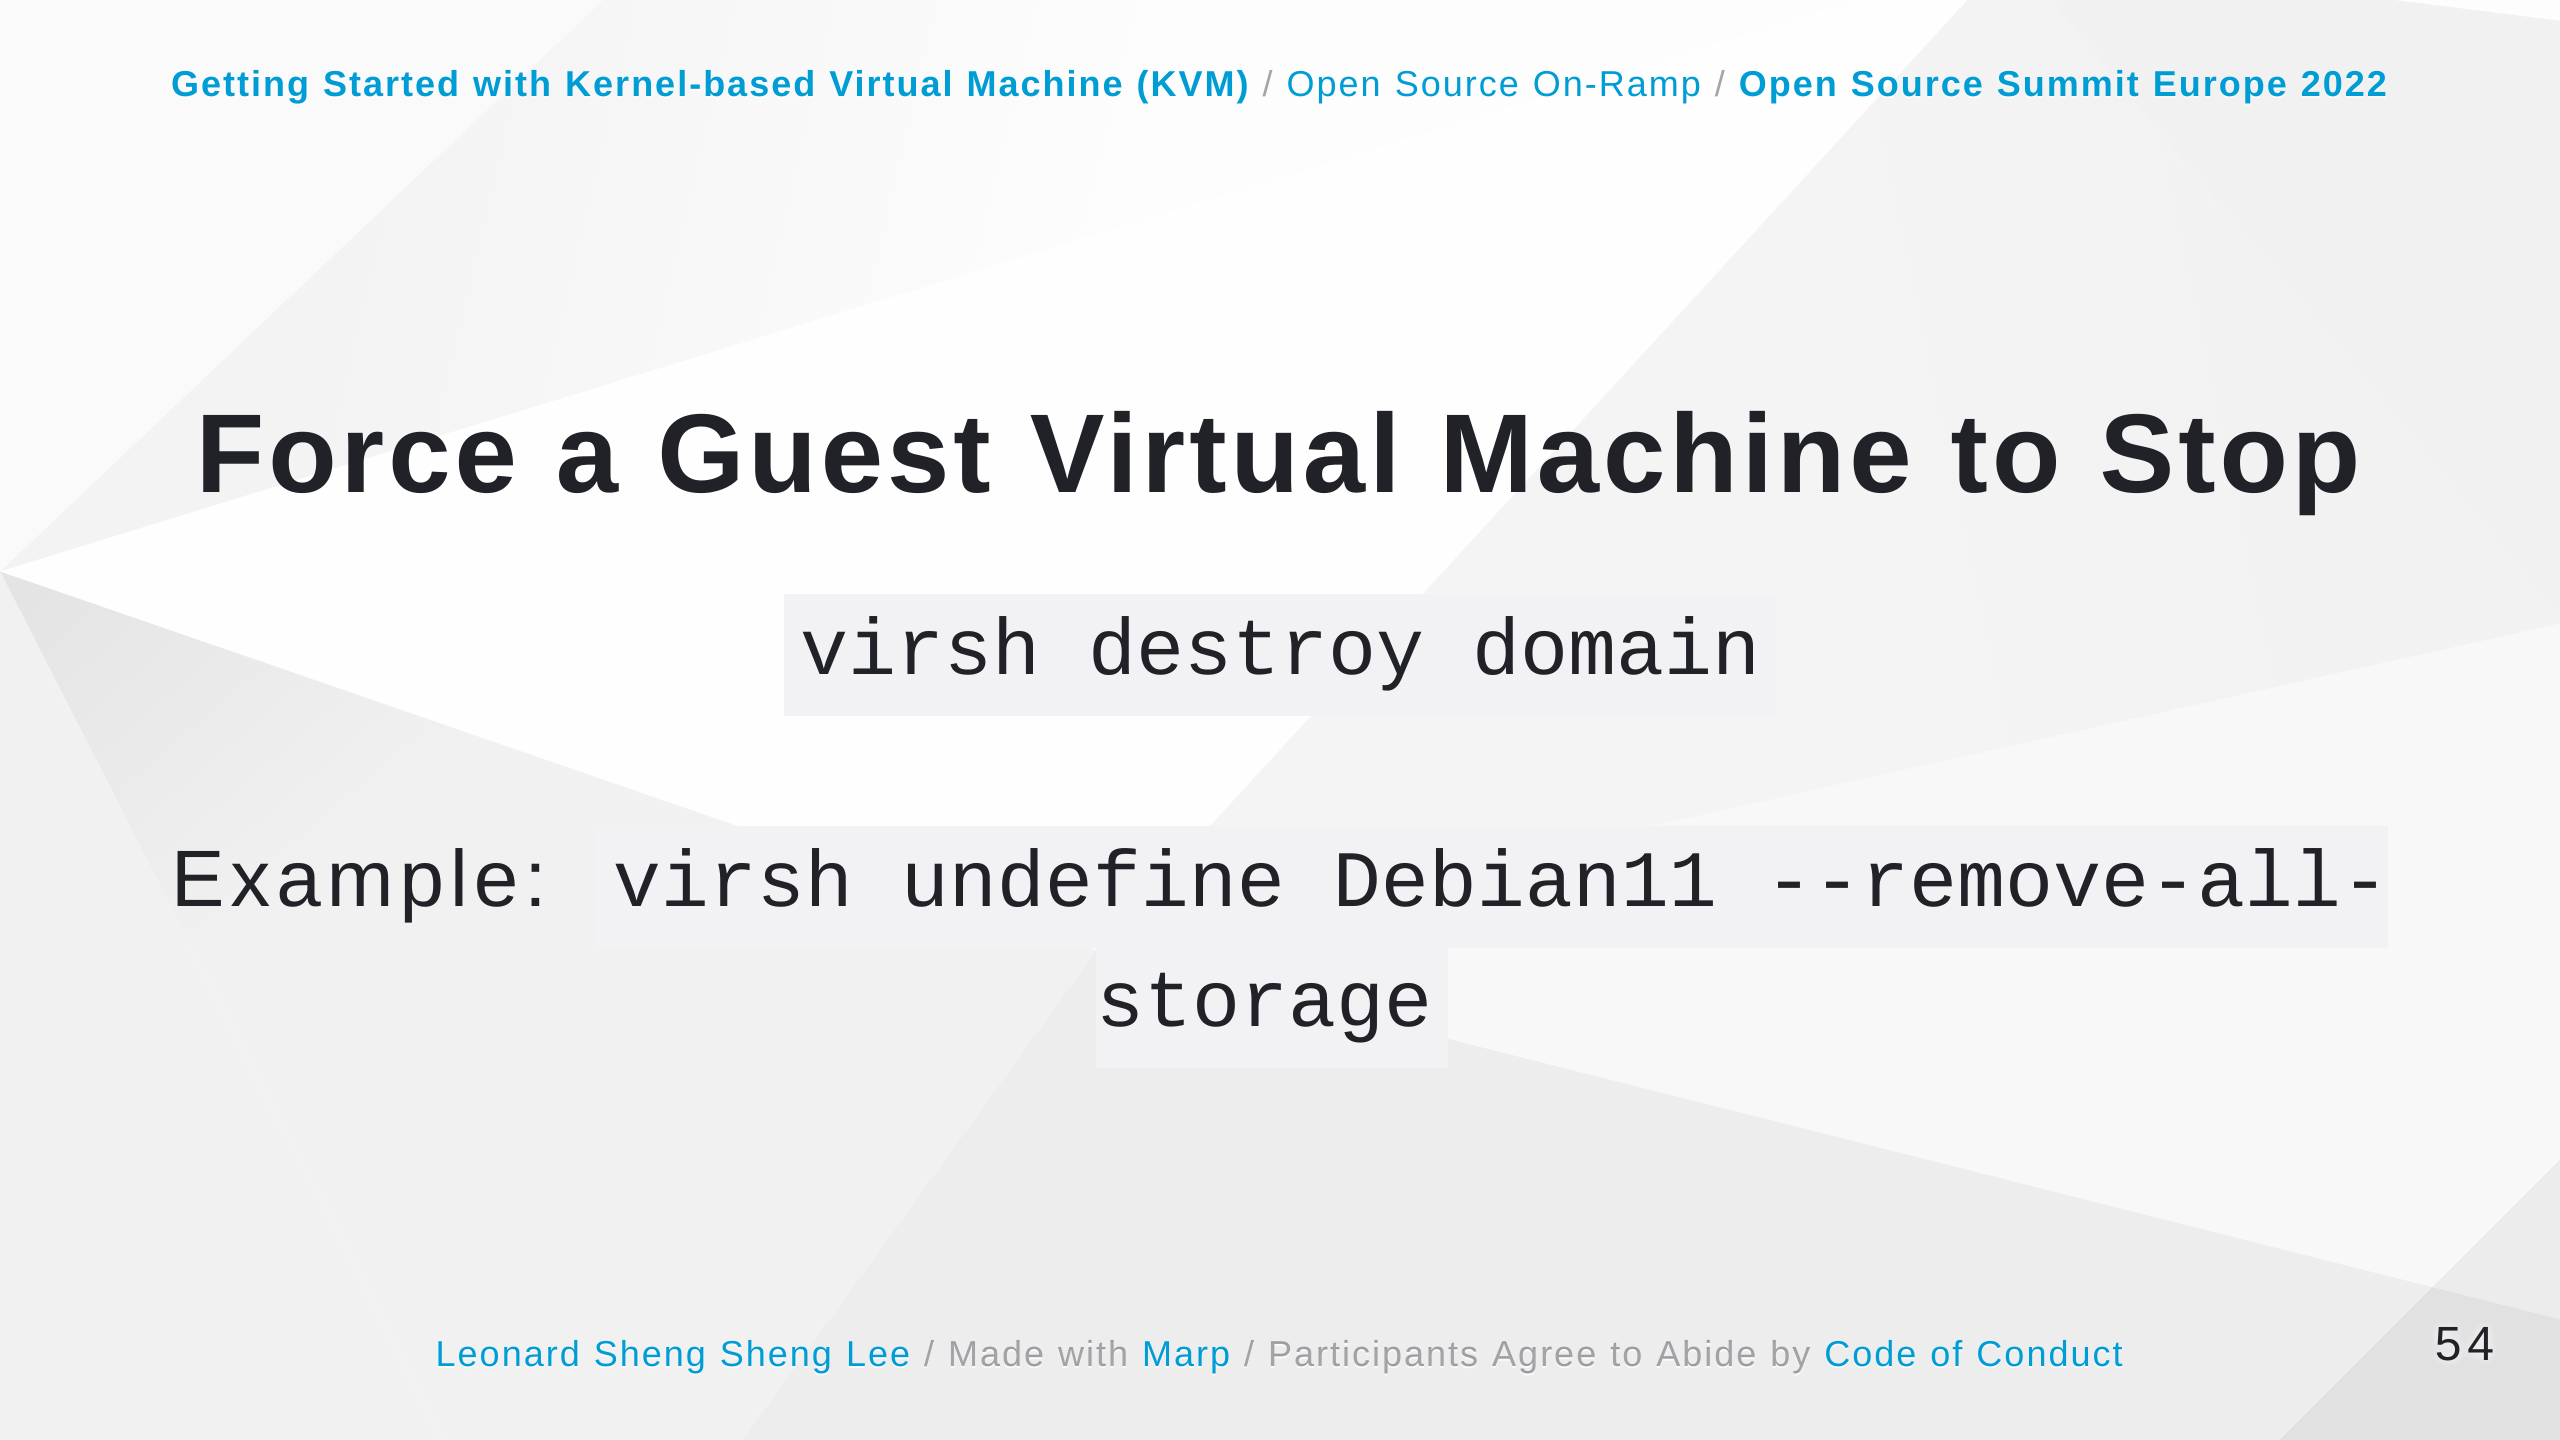 Getting Started with Kernel-based Virtual Machine (KVM) / Open Source On-Ramp / Open Source Summit Europe 2022
Force a Guest Virtual Machine to Stop
virsh destroy domain
Example: virsh undefine Debian11 --remove-all-
storage
Leonard Sheng Sheng Lee / Made with Marp / Participants Agree to Abide by Code of Conduct
54